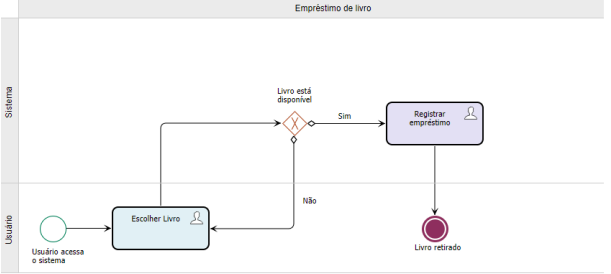 Empréstimo de livro
Sistema
Livro está
disponível
Sim
Registrar
empréstimo
Não
Usuário
Escolher Livro
Usuário acessa
o sistema
Livro retirado